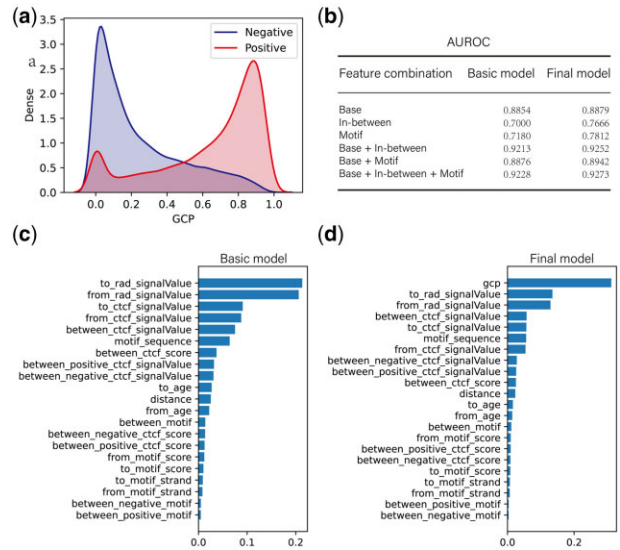 (a)
3.5
3.0
2.5
2.0
1.5
1.0
0.5
0.0
Dense
Negative
Positive
0.0 0.2 0.4 0.6 0.8 1.0
GCP
(b)
AUROC
Feature combination Basic model Final model
Base 0.8854 0.8879
In-between 0.7000 0.7666
Motif 0.7180 0.7812
Base + In-between 0.9213 0.9252
Base + Motif 0.8876 0.8942
Base + In-between + Motif 0.9228 0.9273
(c)
Basic model
to_rad_signalValue
from_rad_signalValue
to_ctcf_signalValue
from_ctcf_signalValue
between_ctcf_signalValue
motif_sequence
between_ctcf_score
between_positive_ctcf_signalValue
between_negative_ctcf_signalValue
to_age
distance
from_age
between_motif
between_negative_ctcf_score
between_positive_ctcf_score
from_motif_score
to_motif_score
to_motif_strand
from_motif_strand
between_negative_motif
between_positive_motif
0.0 0.1 0.2
(d)
Final model
gcp
to_rad_signalValue
from_rad_signalValue
between_ctcf_signalValue
to_ctcf_signalValue
motif_sequence
from_ctcf_signalValue
between_negative_ctcf_signalValue
between_positive_ctcf_signalValue
between_ctcf_score
distance
to_age
from_age
between_motif
from_motif_score
between_positive_ctcf_score
between_negative_ctcf_score
to_motif_score
to_motif_strand
from_motif_strand
between_positive_motif
between_negative_motif
0.0 0.2